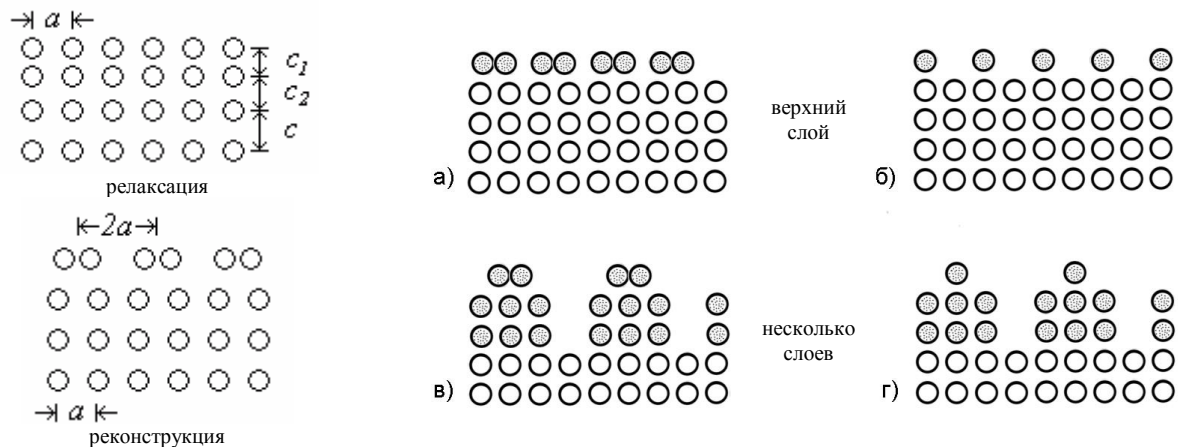 a
c₁
c₂
c
релаксация
2a
a
реконструкция
а)
верхний
слой
б)
в)
несколько
слоев
г)